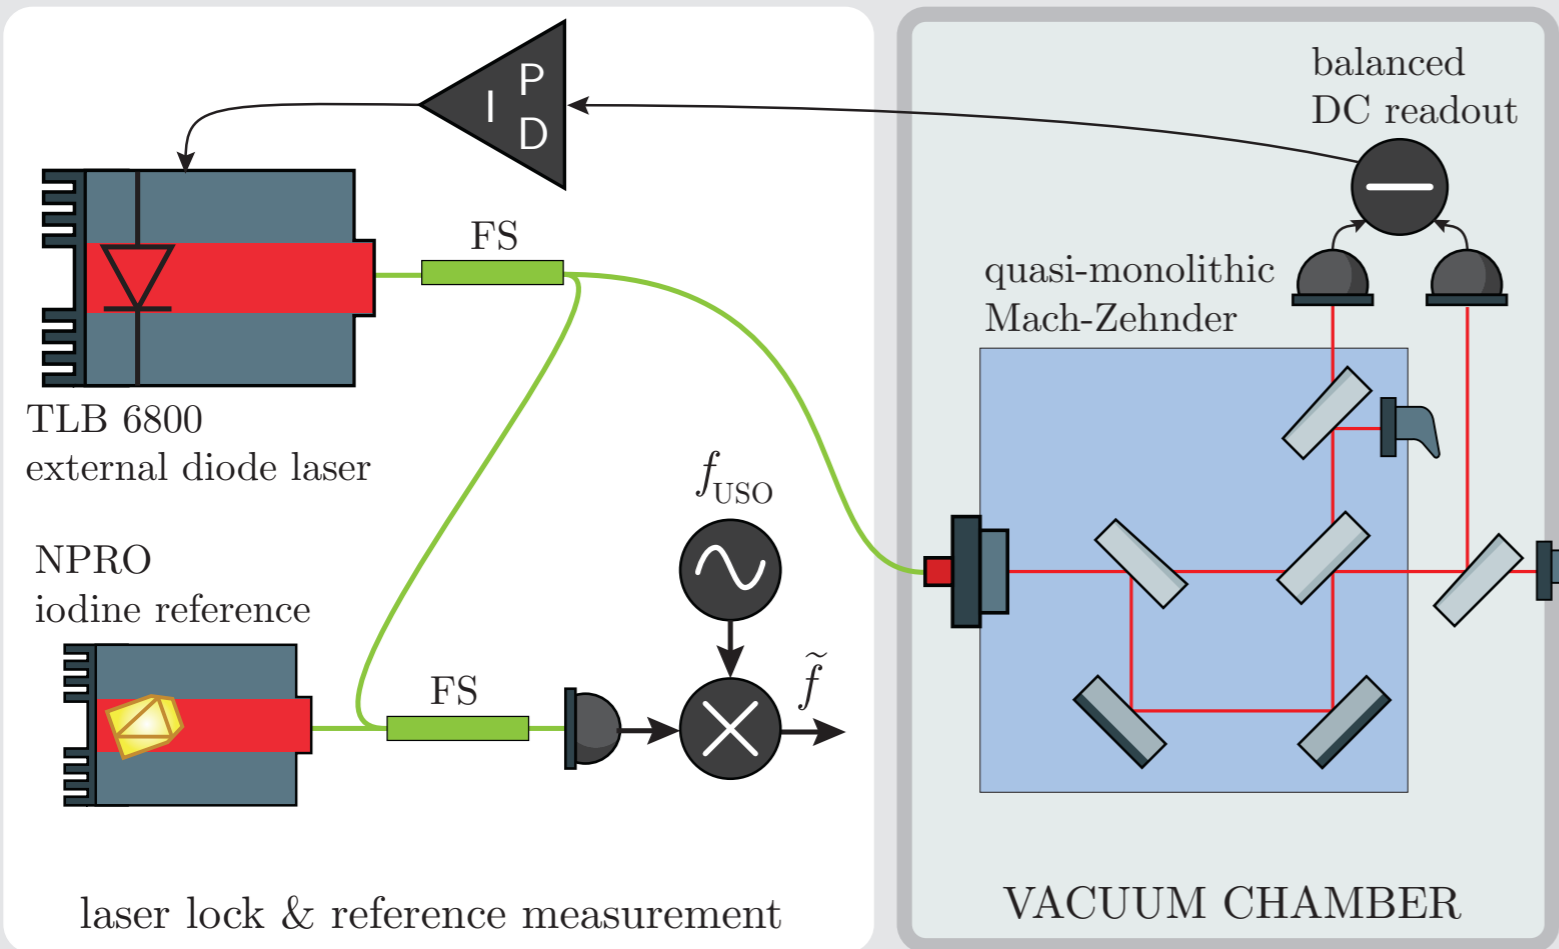 balanced
DC readout
P
I
D
FS
quasi-monolithic
Mach-Zehnder
TLB 6800
external diode laser
f_USO
NPRO
iodine reference
FS
f̃
laser lock & reference measurement
VACUUM CHAMBER